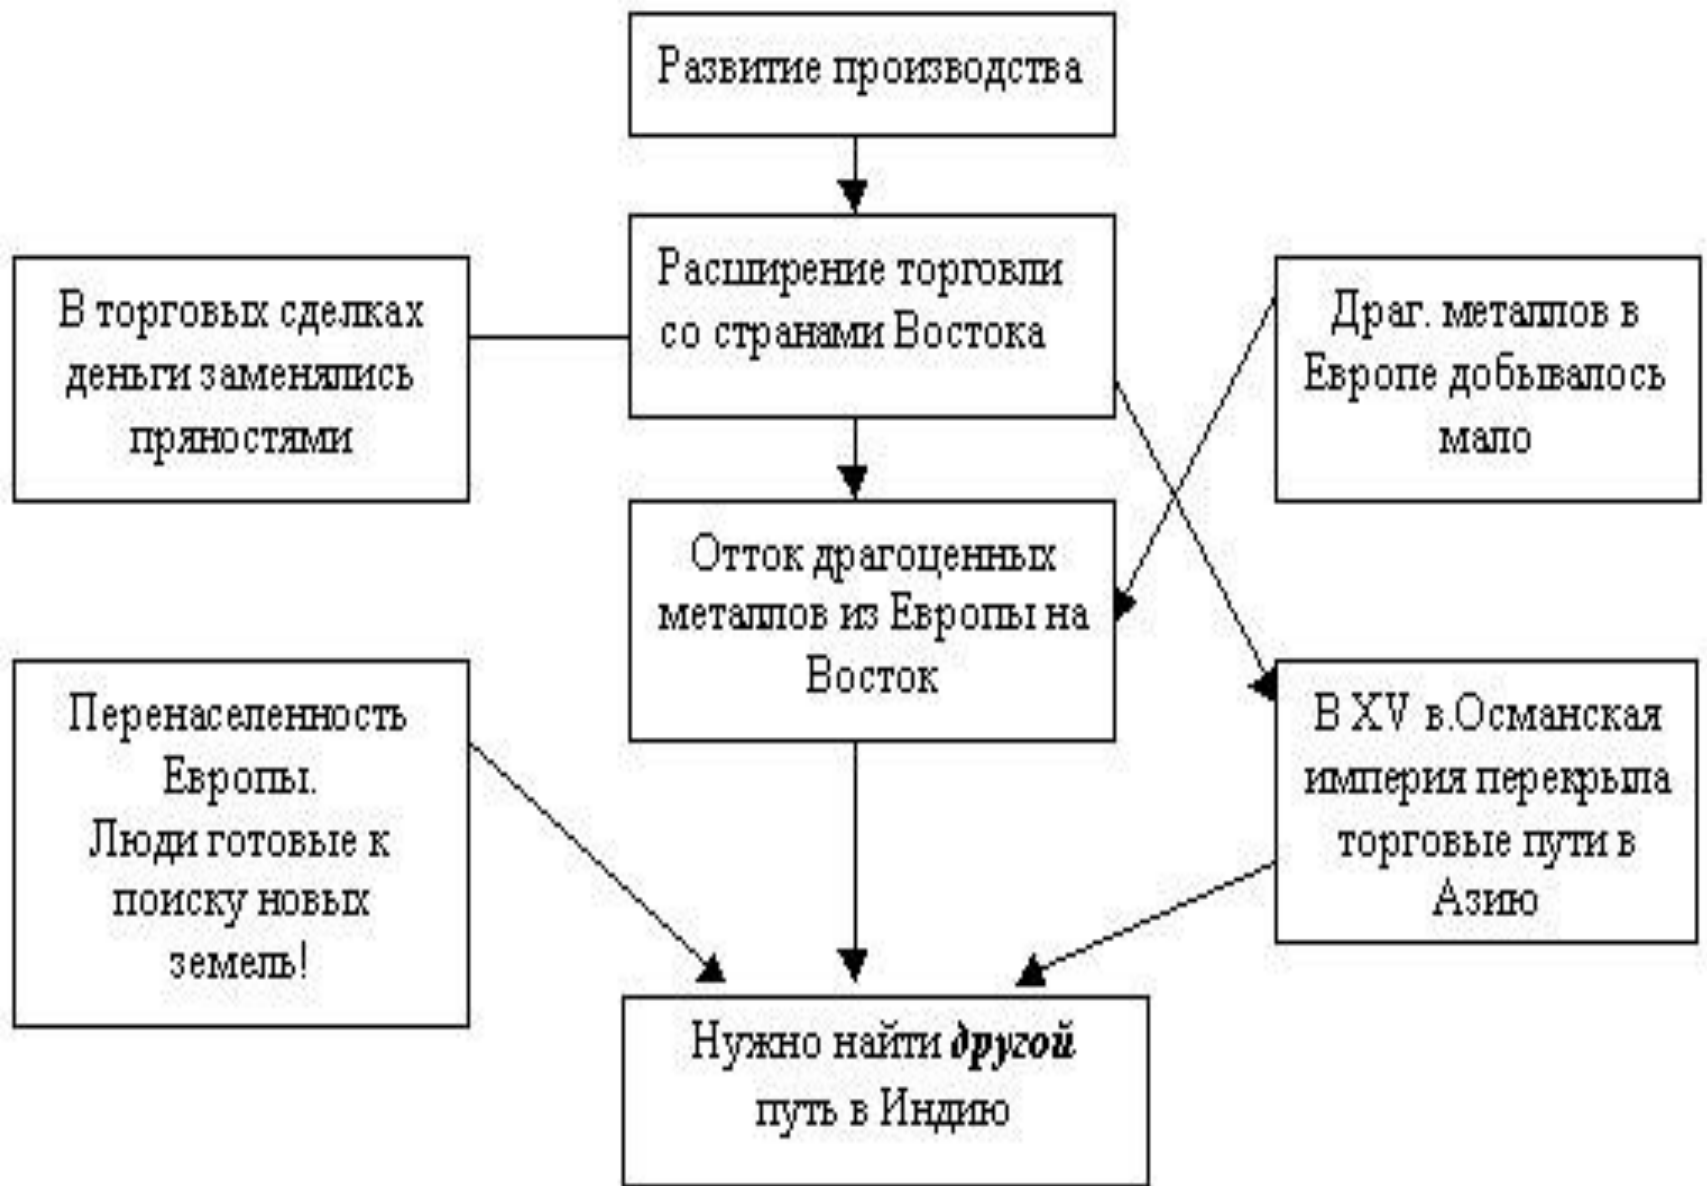 Развитие производства
Расширение торговли
со странами Востока
В торговых сделках
деньги заменялись
пряностями
Драг. металлов в
Европе добывалось
мало
Отток драгоценных
металлов из Европы на
Восток
Перенаселенность
Европы.
Люди готовые к
поиску новых
земель!
В XV в.Османская
империя перекрыла
торговые пути в
Азию
Нужно найти другой
путь в Индию